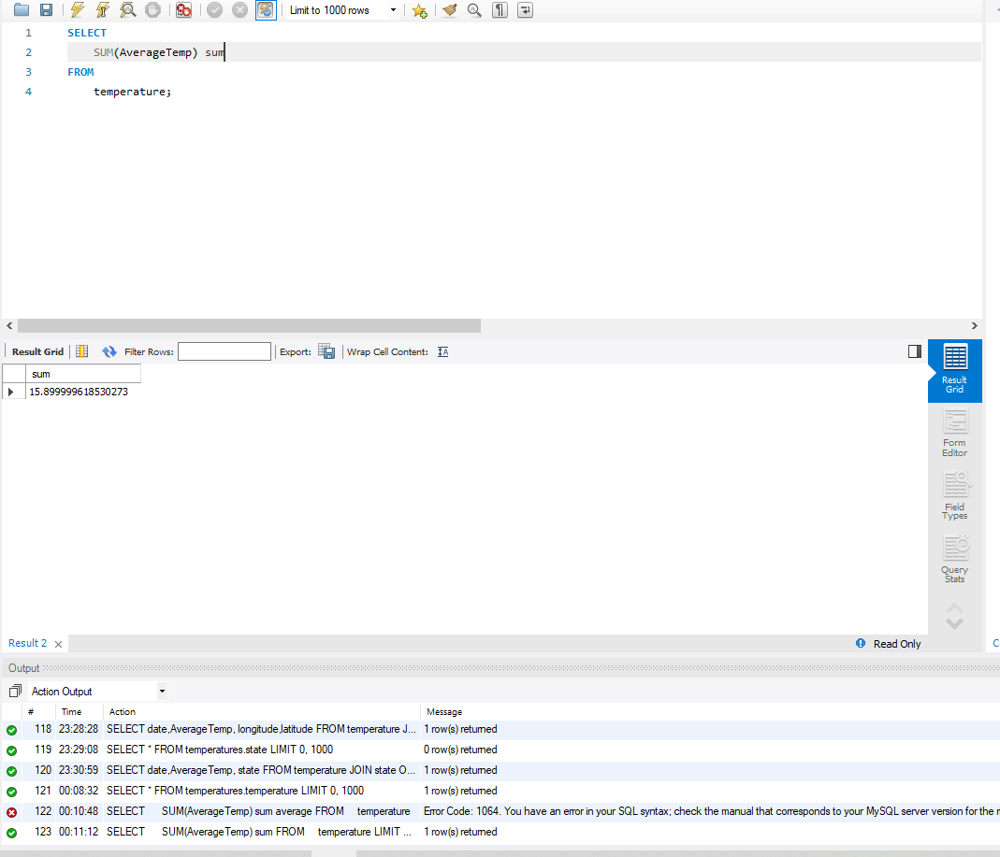 Limit to 1000 rows
1 SELECT
2 SUM(AverageTemp) sum
3 FROM
4 temperature;
Result Grid Filter Rows: Export: Wrap Cell Content:
sum
15.899999618530273
Result
Grid
Form
Editor
Field
Types
Query
Stats
Result 2 Read Only
Output
Action Output
# Time Action Message
118 23:28:28 SELECT date,AverageTemp, longitude,latitude FROM temperature J... 1 row(s) returned
119 23:29:08 SELECT * FROM temperatures.state LIMIT 0, 1000 0 row(s) returned
120 23:30:59 SELECT date,AverageTemp, state FROM temperature JOIN state O... 1 row(s) returned
121 00:08:32 SELECT * FROM temperatures.temperature LIMIT 0, 1000 1 row(s) returned
122 00:10:48 SELECT SUM(AverageTemp) sum average FROM temperature Error Code: 1064. You have an error in your SQL syntax; check the manual that corresponds to your MySQL server version for the
123 00:11:12 SELECT SUM(AverageTemp) sum FROM temperature LIMIT ... 1 row(s) returned